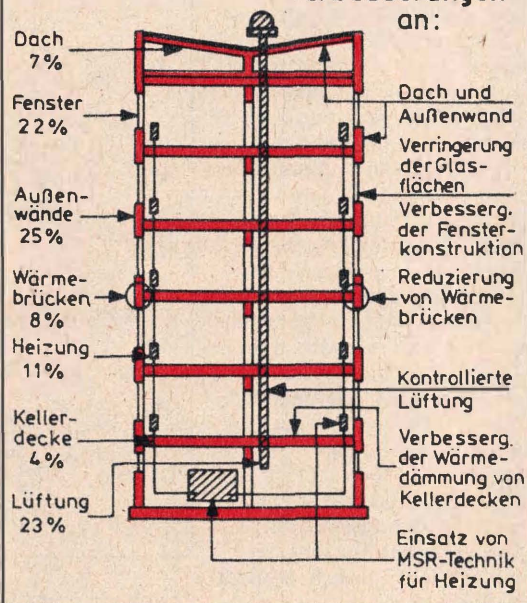 an:
Dach
7%
Fenster
22%
Außen-
wände
25%
Wärme-
brücken
8%
Heizung
11%
Keller-
decke
4%
Lüftung
23%
Dach und
Außenwand
Verringerung
der Glas-
flächen
Verbesserg.
der Fenster-
konstruktion
Reduzierung
von Wärme-
brücken
Kontrollierte
Lüftung
Verbesserg.
der Wärme-
dämmung von
Kellerdecken
Einsatz von
MSR-Technik
für Heizung